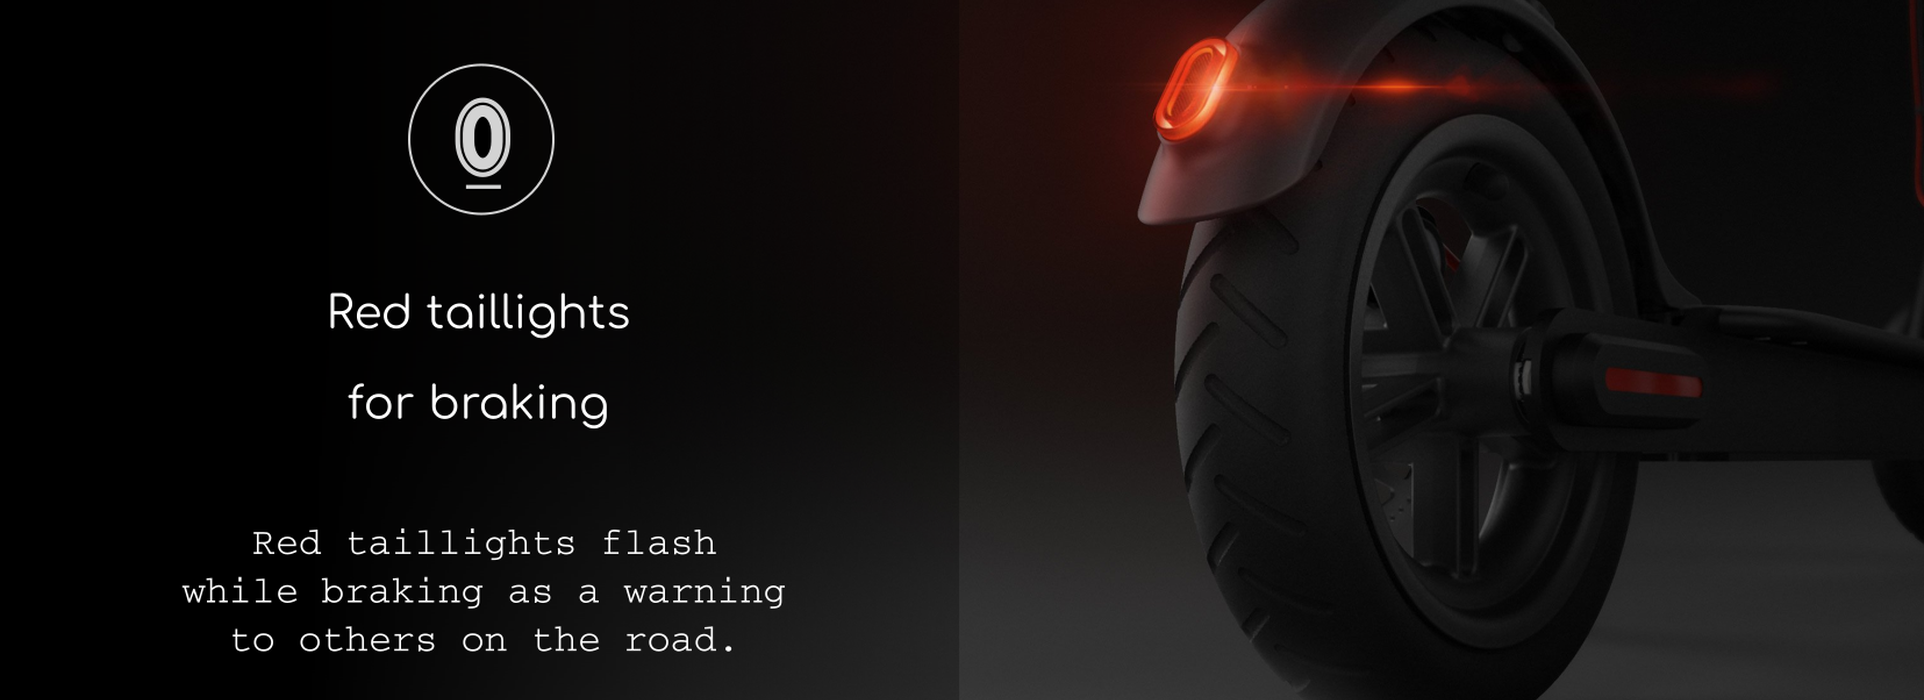 Red taillights
for braking
Red taillights flash
while braking as a warning
to others on the road.